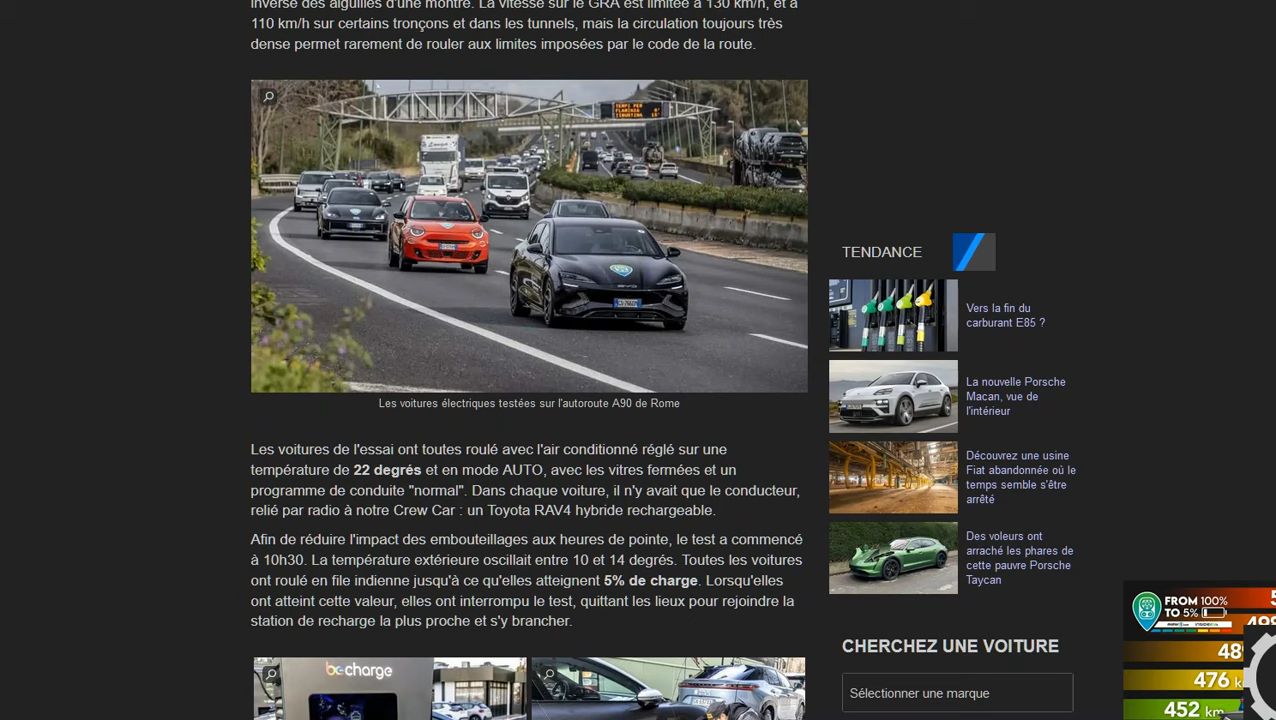 inverse des aiguilles d'une montre. La vitesse sur le GRA est limitée à 130 km/h, et à
110 km/h sur certains tronçons et dans les tunnels, mais la circulation toujours très
dense permet rarement de rouler aux limites imposées par le code de la route.
TEMPI PER
Les voitures électriques testées sur l'autoroute A90 de Rome
Les voitures de l'essai ont toutes roulé avec l'air conditionné réglé sur une
température de 22 degrés et en mode AUTO, avec les vitres fermées et un
programme de conduite "normal". Dans chaque voiture, il n'y avait que le conducteur,
relié par radio à notre Crew Car : un Toyota RAV4 hybride rechargeable.
Afin de réduire l'impact des embouteillages aux heures de pointe, le test a commencé
à 10h30. La température extérieure oscillait entre 10 et 14 degrés. Toutes les voitures
ont roulé en file indienne jusqu'à ce qu'elles atteignent 5% de charge. Lorsqu'elles
ont atteint cette valeur, elles ont interrompu le test, quittant les lieux pour rejoindre la
station de recharge la plus proche et s'y brancher.
be charge
TENDANCE
Vers la fin du
carburant E85 ?
La nouvelle Porsche
Macan, vue de
l'intérieur
Découvrez une usine
Fiat abandonnée où le
temps semble s'être
arrêté
Des voleurs ont
arraché les phares de
cette pauvre Porsche
Taycan
CHERCHEZ UNE VOITURE
Sélectionner une marque
FROM 100%
TO 5%
476 k
452 km